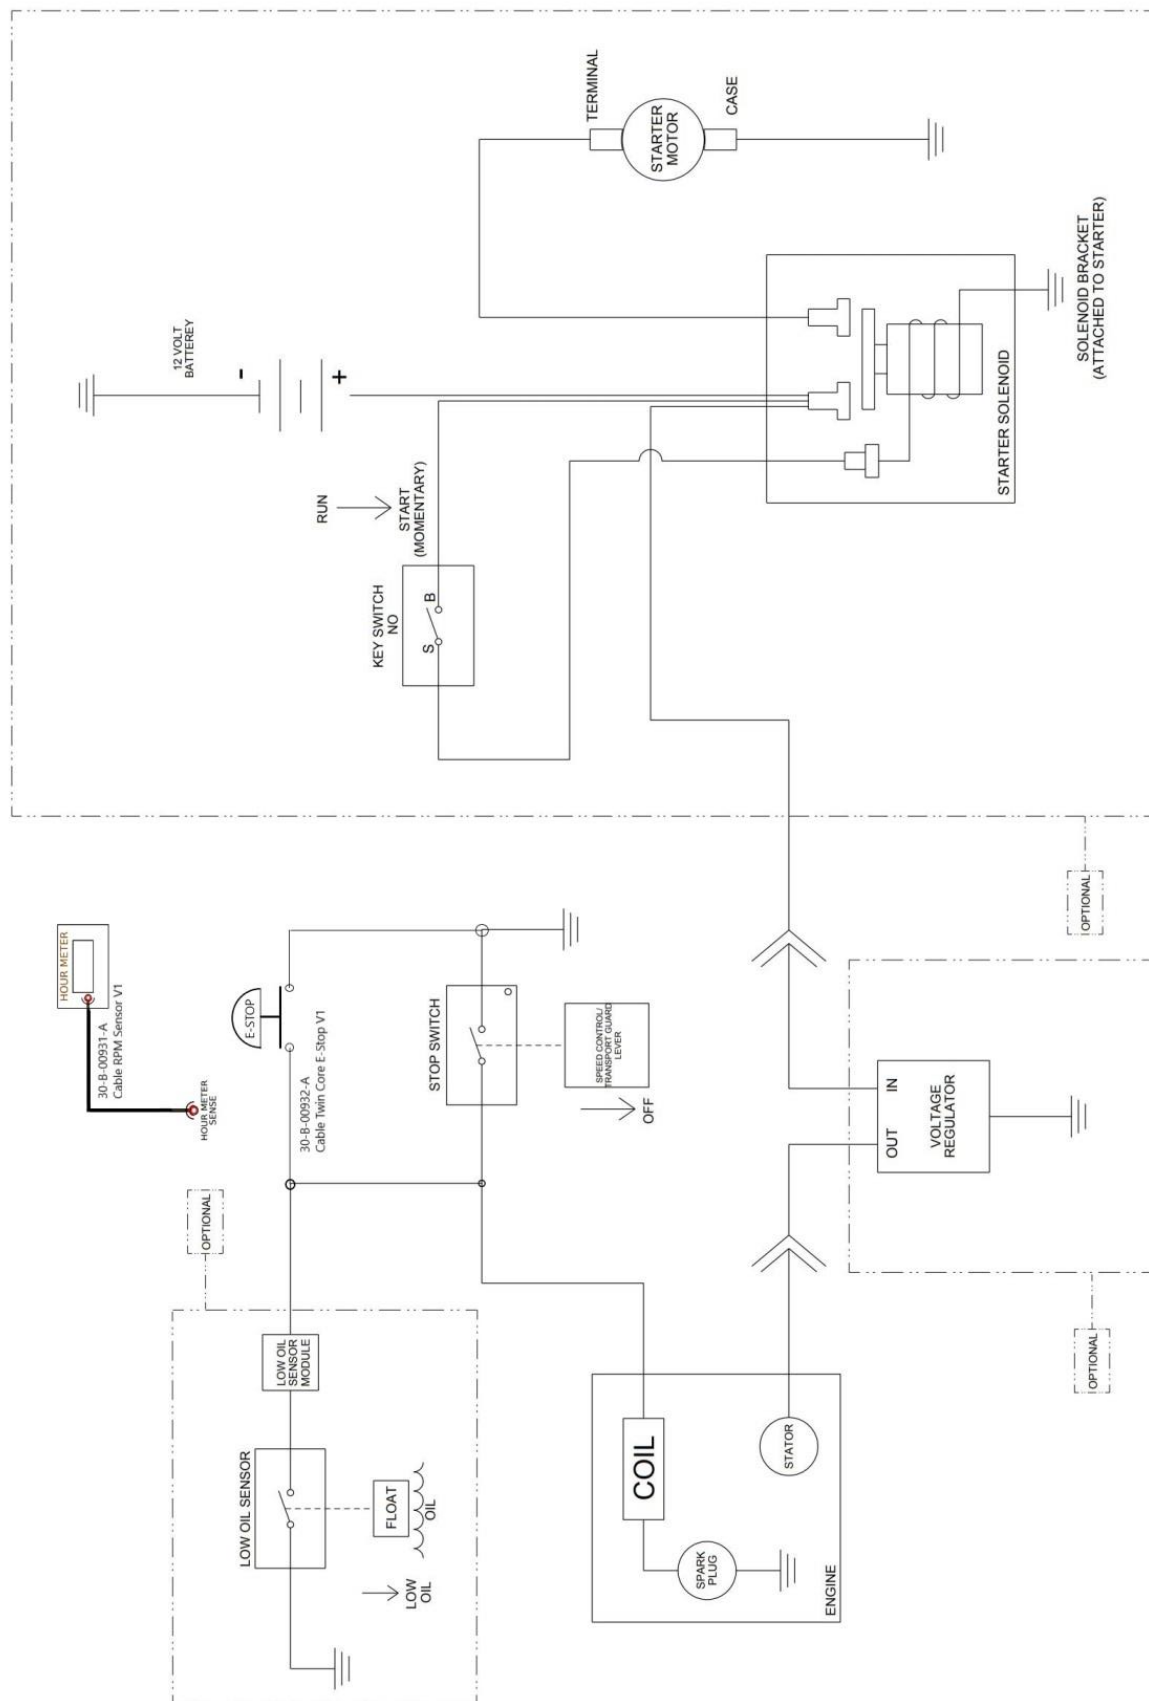 TERMINAL
STARTER
MOTOR
CASE
12 VOLT
BATTEREY
-
+
RUN
START
(MOMENTARY)
KEY SWITCH
NO
S
B
STARTER SOLENOID
SOLENOID BRACKET
(ATTACHED TO STARTER)
OPTIONAL
HOUR METER
30-B-00931-A
Cable RPM Sensor V1
HOUR METER
SENSE
E-STOP
30-B-00932-A
Cable Twin Core E-Stop V1
STOP SWITCH
SPEED CONTROL/
TRANSPORT GUARD
LEVER
OFF
OPTIONAL
LOW OIL
SENSOR
MODULE
LOW OIL SENSOR
FLOAT
OIL
LOW
OIL
COIL
SPARK
PLUG
STATOR
ENGINE
OUT
IN
VOLTAGE
REGULATOR
OPTIONAL